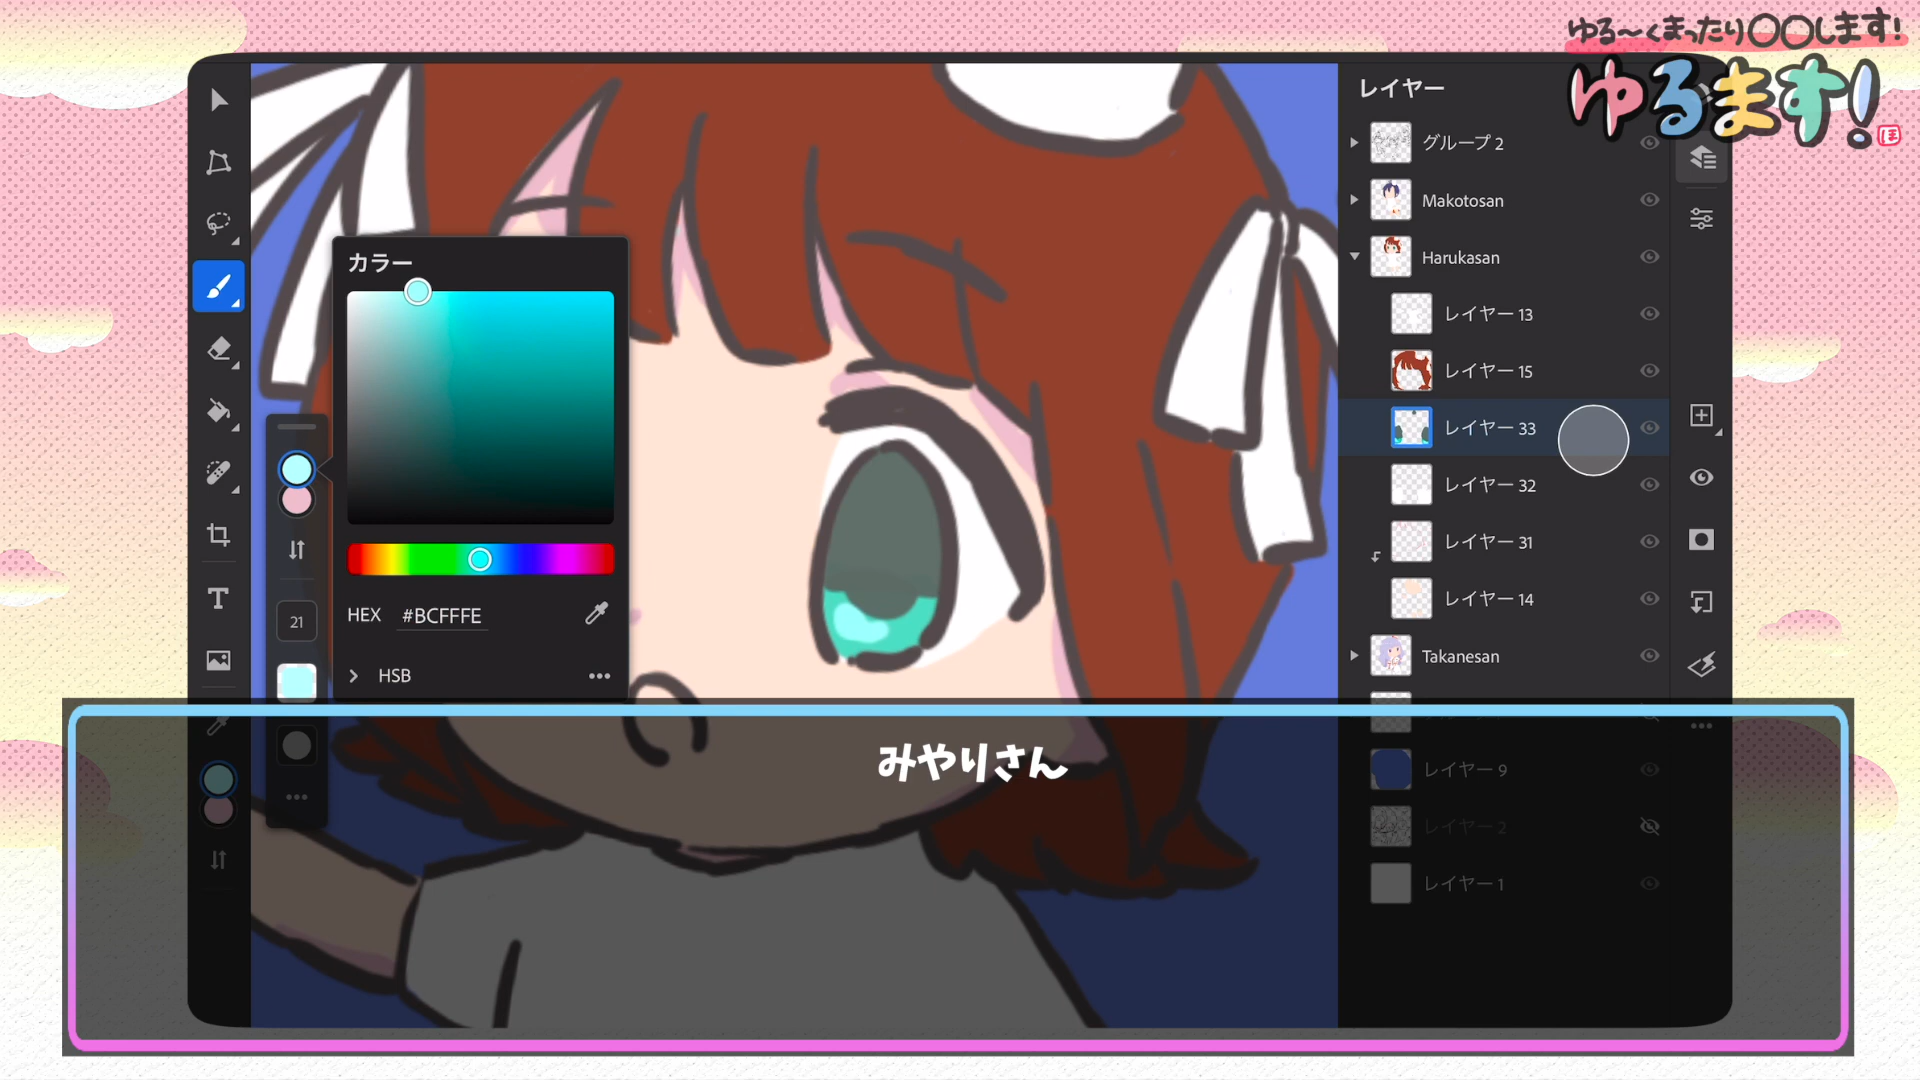 ゆる～くまったり〇〇します!
ゆるます!
ほ
レイヤー
グループ 2
Makotosan
Harukasan
レイヤー 13
レイヤー 15
レイヤー 33
レイヤー 32
レイヤー 31
レイヤー 14
Takanesan
レイヤー 9
レイヤー 2
レイヤー 1
カラー
HEX #BCFFFE
HSB
21
T
みやりさん